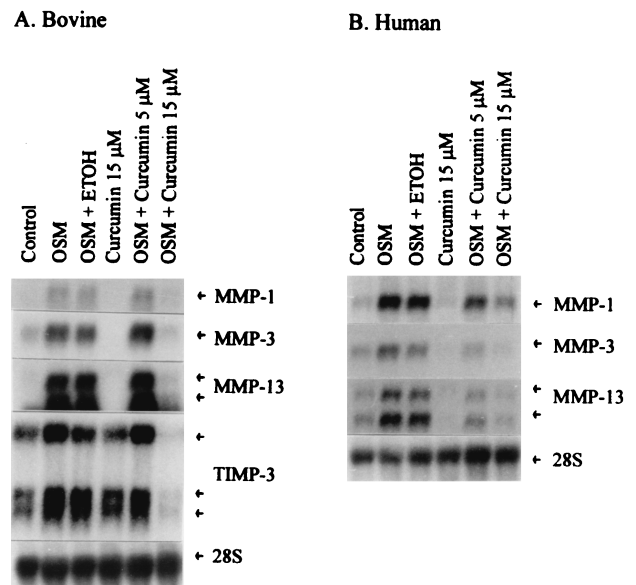 A. Bovine
Control
OSM
OSM + ETOH
Curcumin 15 µM
OSM + Curcumin 5 µM
OSM + Curcumin 15 µM
MMP-1
MMP-3
MMP-13
TIMP-3
28S
B. Human
Control
OSM
OSM + ETOH
Curcumin 15 µM
OSM + Curcumin 5 µM
OSM + Curcumin 15 µM
MMP-1
MMP-3
MMP-13
28S